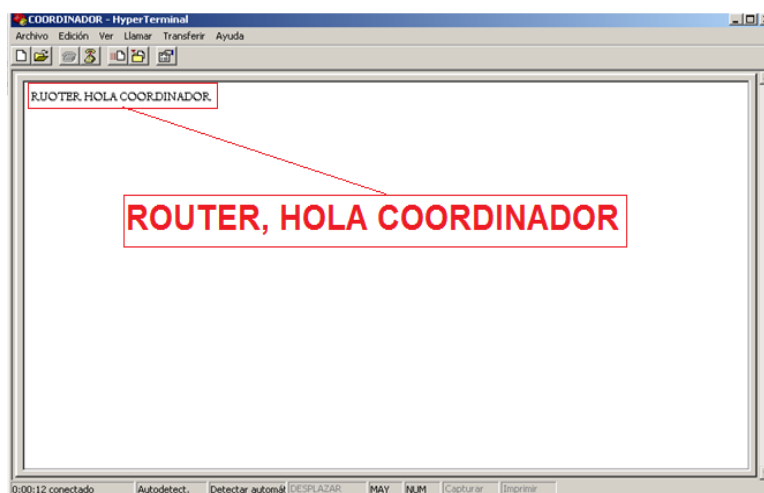 COORDINADOR - HyperTerminal
Archivo Edición Ver Llamar Transferir Ayuda
RUOTER HOLA COORDINADOR
ROUTER, HOLA COORDINADOR
0:00:12 conectado Autodetect. Detectar automát DESPLAZAR MAY NUM Capturar Imprimir